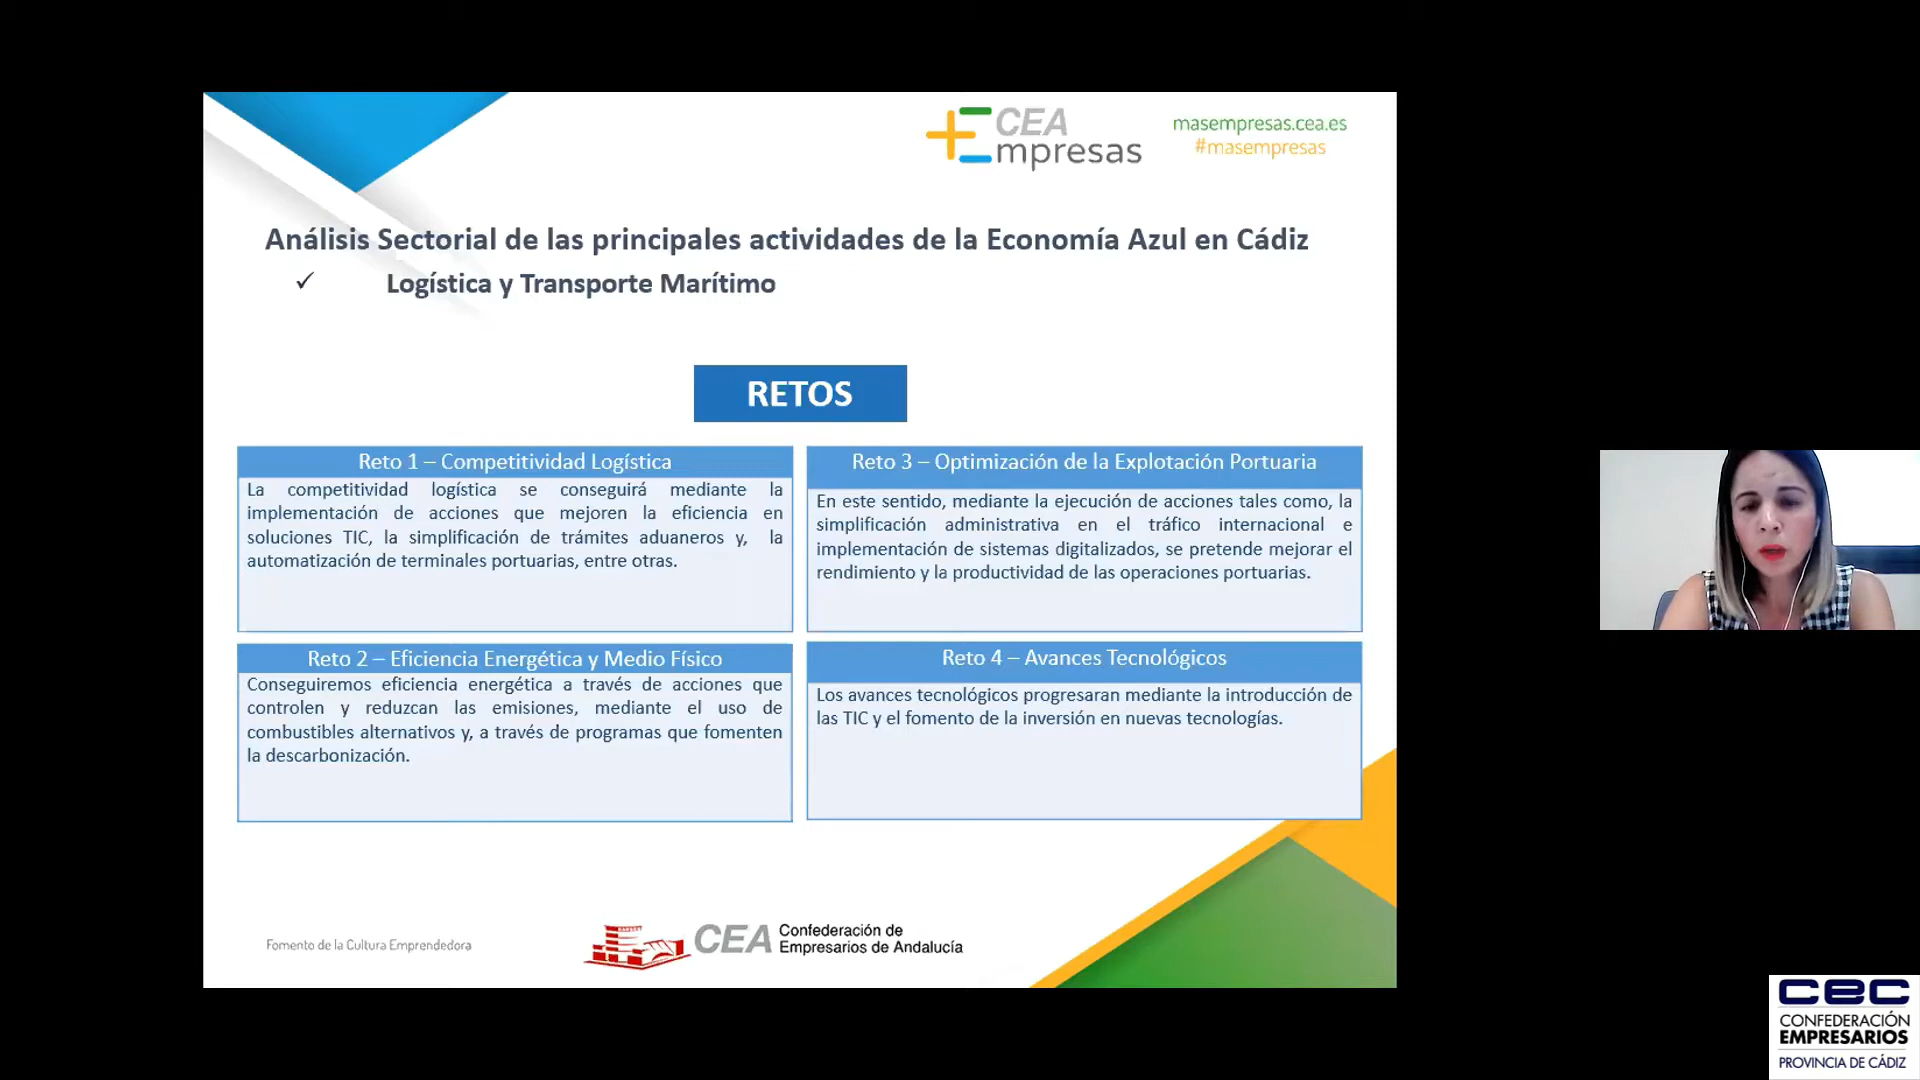 CEA
mpresas
masempresas.cea.es
#masempresas
Análisis Sectorial de las principales actividades de la Economía Azul en Cádiz
✓ Logística y Transporte Marítimo
RETOS
Reto 1 – Competitividad Logística
La competitividad logística se conseguirá mediante la
implementación de acciones que mejoren la eficiencia en
soluciones TIC, la simplificación de trámites aduaneros y, la
automatización de terminales portuarias, entre otras.
Reto 2 – Eficiencia Energética y Medio Físico
Conseguiremos eficiencia energética a través de acciones que
controlen y reduzcan las emisiones, mediante el uso de
combustibles alternativos y, a través de programas que fomenten
la descarbonización.
Reto 3 – Optimización de la Explotación Portuaria
En este sentido, mediante la ejecución de acciones tales como, la
simplificación administrativa en el tráfico internacional e
implementación de sistemas digitalizados, se pretende mejorar el
rendimiento y la productividad de las operaciones portuarias.
Reto 4 – Avances Tecnológicos
Los avances tecnológicos progresaran mediante la introducción de
las TIC y el fomento de la inversión en nuevas tecnologías.
Fomento de la Cultura Emprendedora
CEA Confederación de
Empresarios de Andalucía
cec
CONFEDERACIÓN
EMPRESARIOS
PROVINCIA DE CÁDIZ